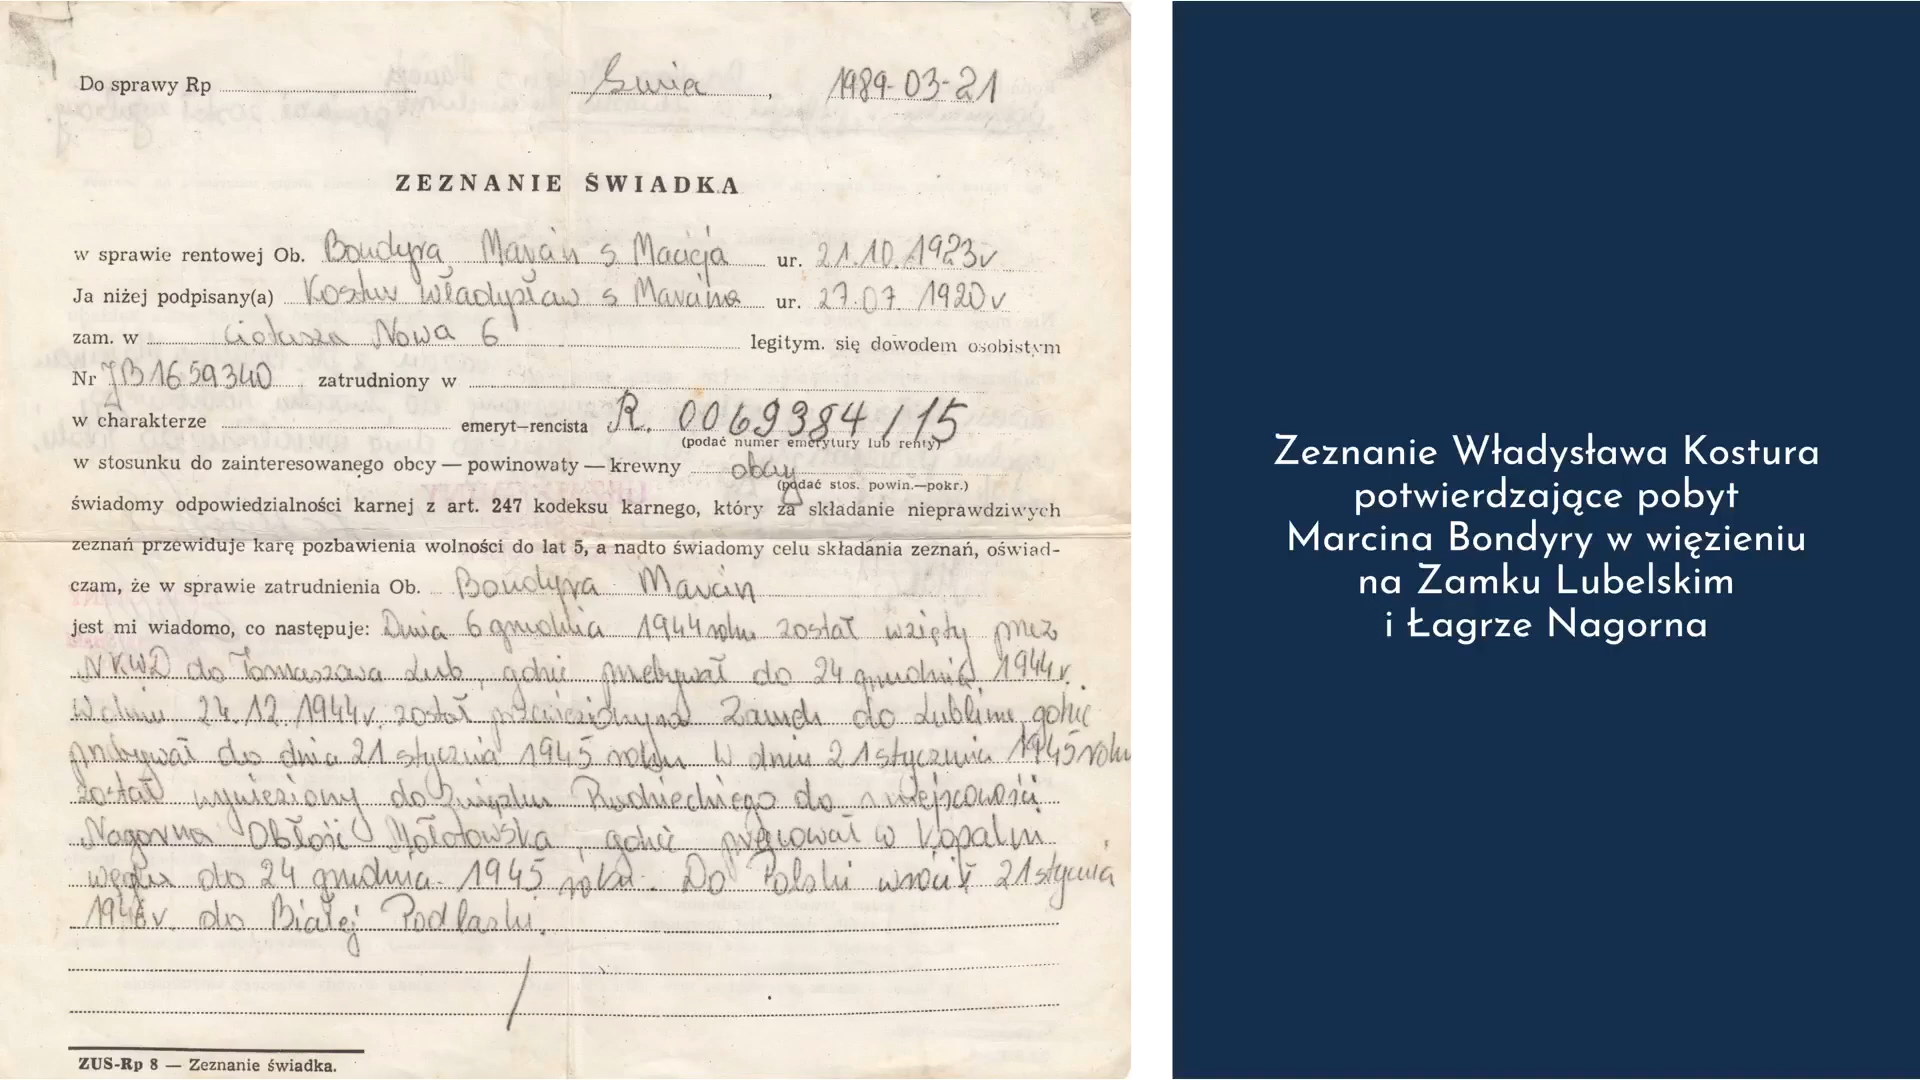 Do sprawy Rp
Dnia, 1989-03-21
ZEZNANIE ŚWIADKA
w sprawie rentowej Ob. Bondyra Marcin s Macieja ur. 21.10.1923r
Ja niżej podpisany(a) Kostur Władysław s Marcina ur. 27.07 1920r
zam. w Ciotusza Nowa 6 legitym. się dowodem osobistym
Nr JB1659340 zatrudniony w
w charakterze emeryt—rencista R. 0069384/15
(podać numer emerytury lub renty)
w stosunku do zainteresowanego obcy — powinowaty — krewny obcy
(podać stos. powin.—pokr.)
świadomy odpowiedzialności karnej z art. 247 kodeksu karnego, który za składanie nieprawdziwych
zeznań przewiduje karę pozbawienia wolności do lat 5, a nadto świadomy celu składania zeznań, oświad-
czam, że w sprawie zatrudnienia Ob. Bondyra Marcin
jest mi wiadomo, co następuje: Dnia 6 grudnia 1944 roku został wzięty przez
NKWD do Tomaszowa Lub, gdzie przebywał do 24 grudnia 1944r.
W dniu 24.12.1944r. został przewieziony na Zamek do Lublina, gdzie
przebywał do dnia 21 stycznia 1945 roku. W dniu 21 stycznia 1945 roku
został wywieziony do Związku Radzieckiego do miejscowości
Nagorna Obłość Mołotowska, gdzie pracował w kopalni
węgla do 24 grudnia 1945 roku. Do Polski wrócił 21 stycznia
1946r. do Białej Podlaski.
ZUS-Rp 8 — Zeznanie świadka.
Zeznanie Władysława Kostura
potwierdzające pobyt
Marcina Bondyry w więzieniu
na Zamku Lubelskim
i Łagrze Nagorna